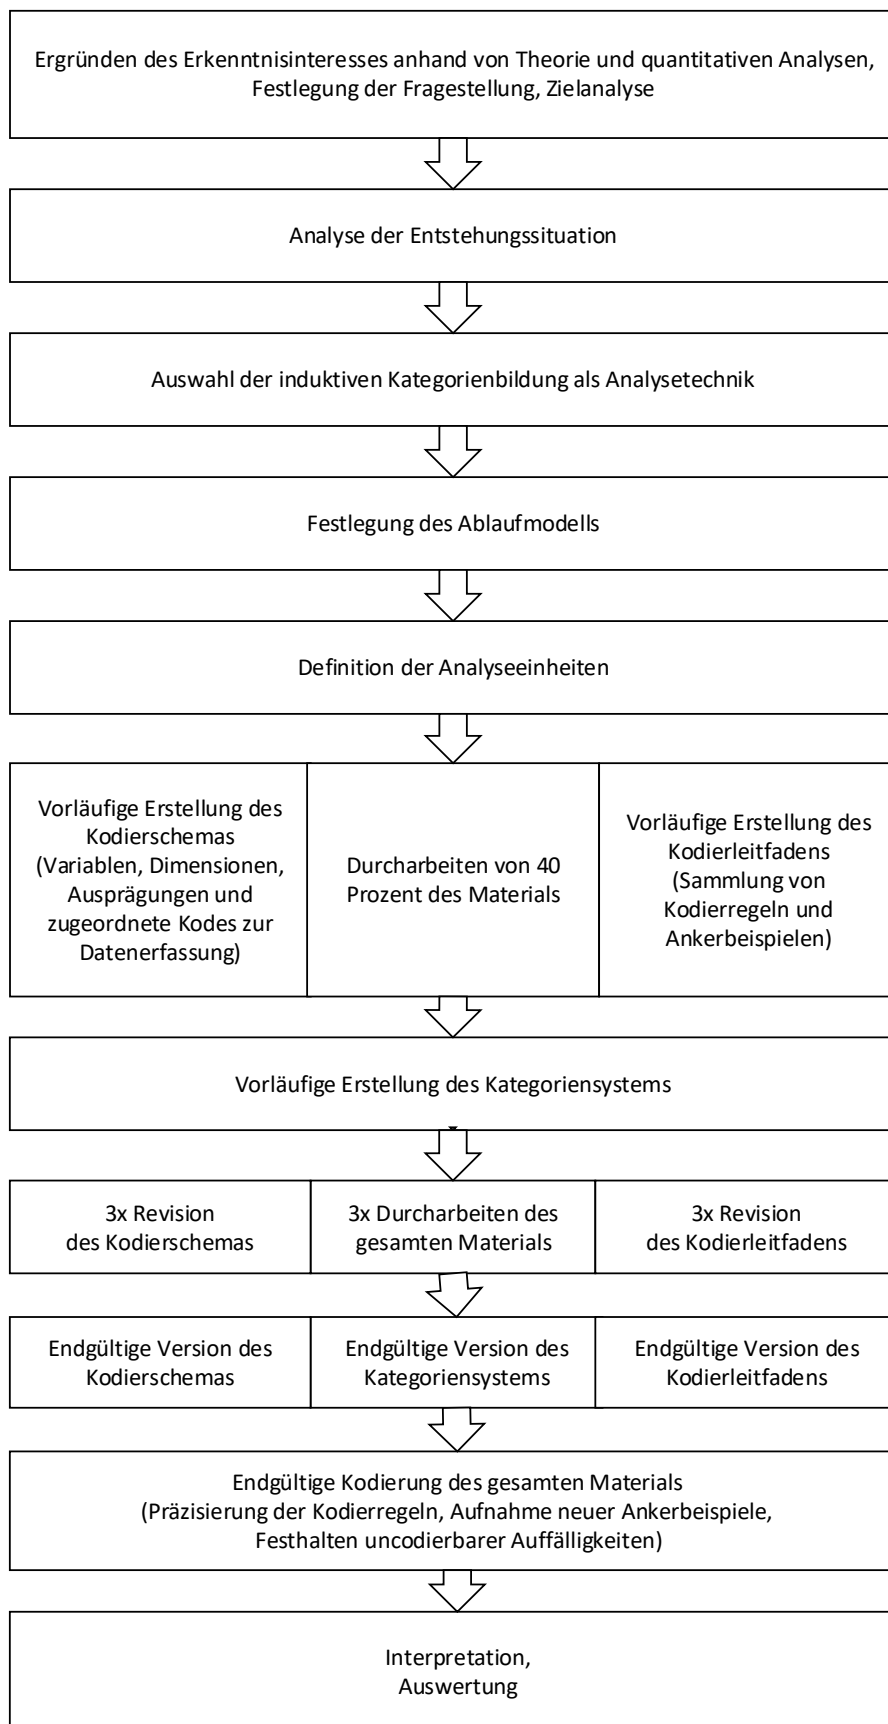 Ergründen des Erkenntnisinteresses anhand von Theorie und quantitativen Analysen,
Festlegung der Fragestellung, Zielanalyse
Analyse der Entstehungssituation
Auswahl der induktiven Kategorienbildung als Analysetechnik
Festlegung des Ablaufmodells
Definition der Analyseeinheiten
Vorläufige Erstellung des
Kodierschemas
(Variablen, Dimensionen,
Ausprägungen und
zugeordnete Kodes zur
Datenerfassung)
Durcharbeiten von 40
Prozent des Materials
Vorläufige Erstellung des
Kodierleitfadens
(Sammlung von
Kodierregeln und
Ankerbeispielen)
Vorläufige Erstellung des Kategoriensystems
3x Revision
des Kodierschemas
3x Durcharbeiten des
gesamten Materials
3x Revision
des Kodierleitfadens
Endgültige Version des
Kodierschemas
Endgültige Version des
Kategoriensystems
Endgültige Version des
Kodierleitfadens
Endgültige Kodierung des gesamten Materials
(Präzisierung der Kodierregeln, Aufnahme neuer Ankerbeispiele,
Festhalten uncodierbarer Auffälligkeiten)
Interpretation,
Auswertung